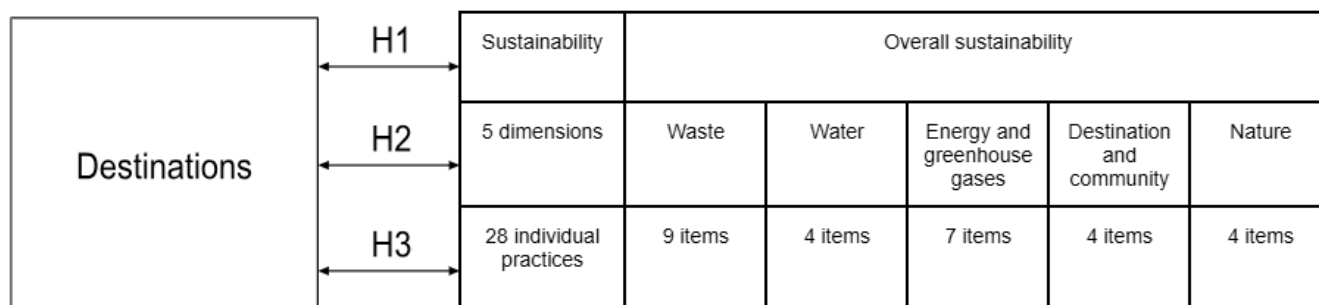 Destinations
H1
Sustainability
Overall sustainability
H2
5 dimensions
Waste
Water
Energy and
greenhouse
gases
Destination
and
community
Nature
H3
28 individual
practices
9 items
4 items
7 items
4 items
4 items